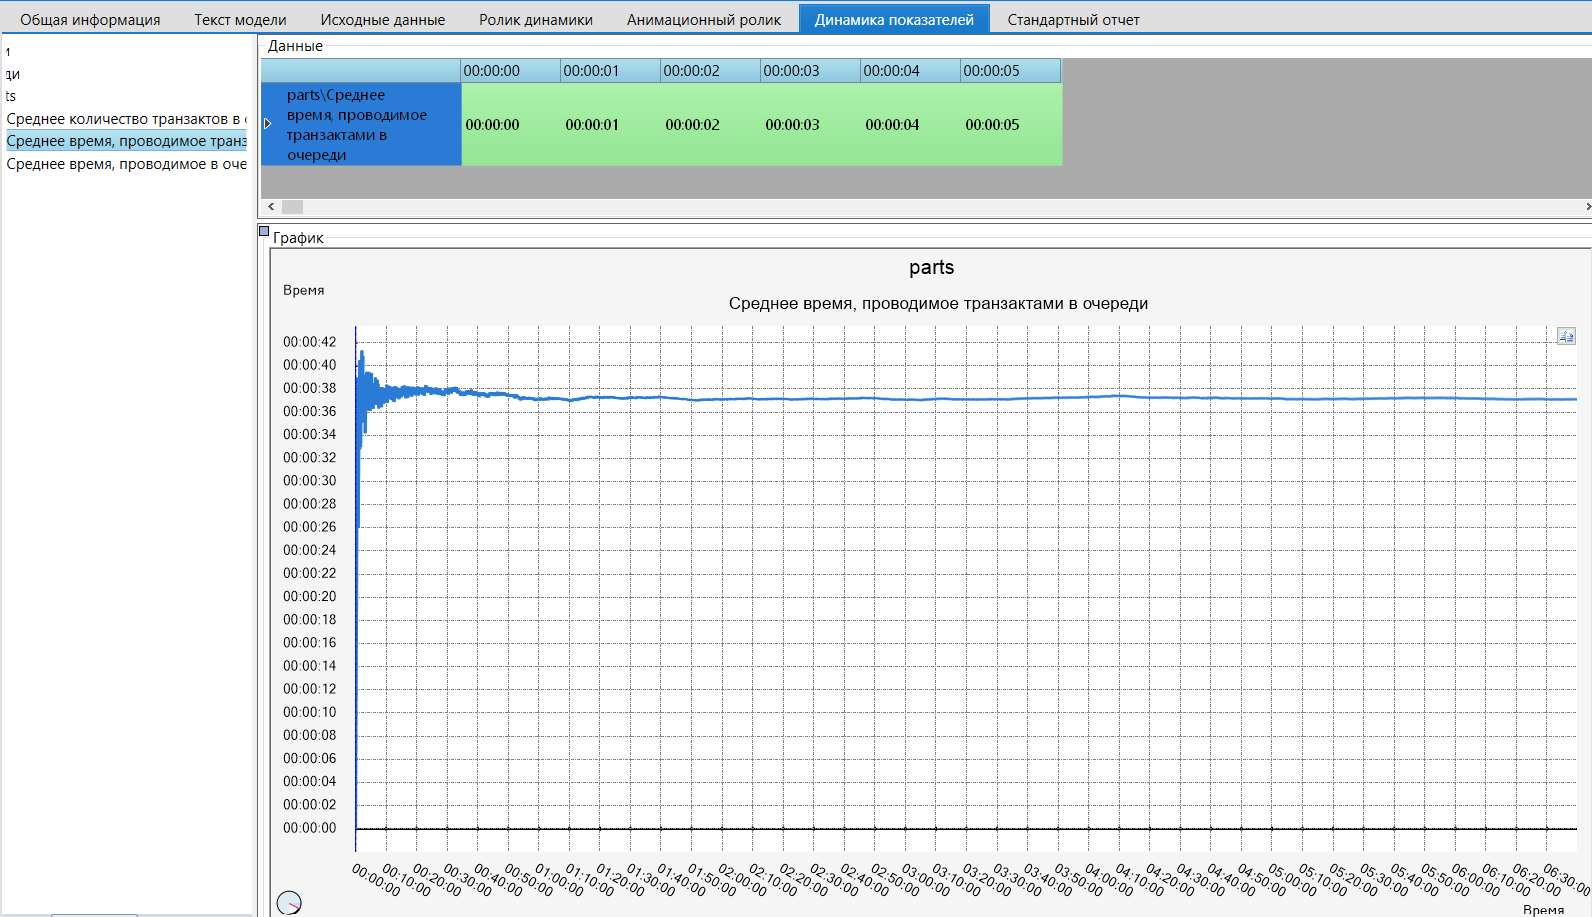 Общая информация Текст модели Исходные данные Ролик динамики Анимационный ролик Динамика показателей Стандартный отчет
и
ди
ts
Среднее количество транзактов в
Среднее время, проводимое транз
Среднее время, проводимое в оче
Данные
00:00:00 00:00:01 00:00:02 00:00:03 00:00:04 00:00:05
parts\Среднее
время, проводимое
транзактами в
очереди
00:00:00 00:00:01 00:00:02 00:00:03 00:00:04 00:00:05
График
parts
Время
Среднее время, проводимое транзактами в очереди
00:00:42
00:00:40
00:00:38
00:00:36
00:00:34
00:00:32
00:00:30
00:00:28
00:00:26
00:00:24
00:00:22
00:00:20
00:00:18
00:00:16
00:00:14
00:00:12
00:00:10
00:00:08
00:00:06
00:00:04
00:00:02
00:00:00
00:00:00 00:10:00 00:20:00 00:30:00 00:40:00 00:50:00 01:00:00 01:10:00 01:20:00 01:30:00 01:40:00 01:50:00 02:00:00 02:10:00 02:20:00 02:30:00 02:40:00 02:50:00 03:00:00 03:10:00 03:20:00 03:30:00 03:40:00 03:50:00 04:00:00 04:10:00 04:20:00 04:30:00 04:40:00 04:50:00 05:00:00 05:10:00 05:20:00 05:30:00 05:40:00 05:50:00 06:00:00 06:10:00 06:20:00 06:30:00
Время